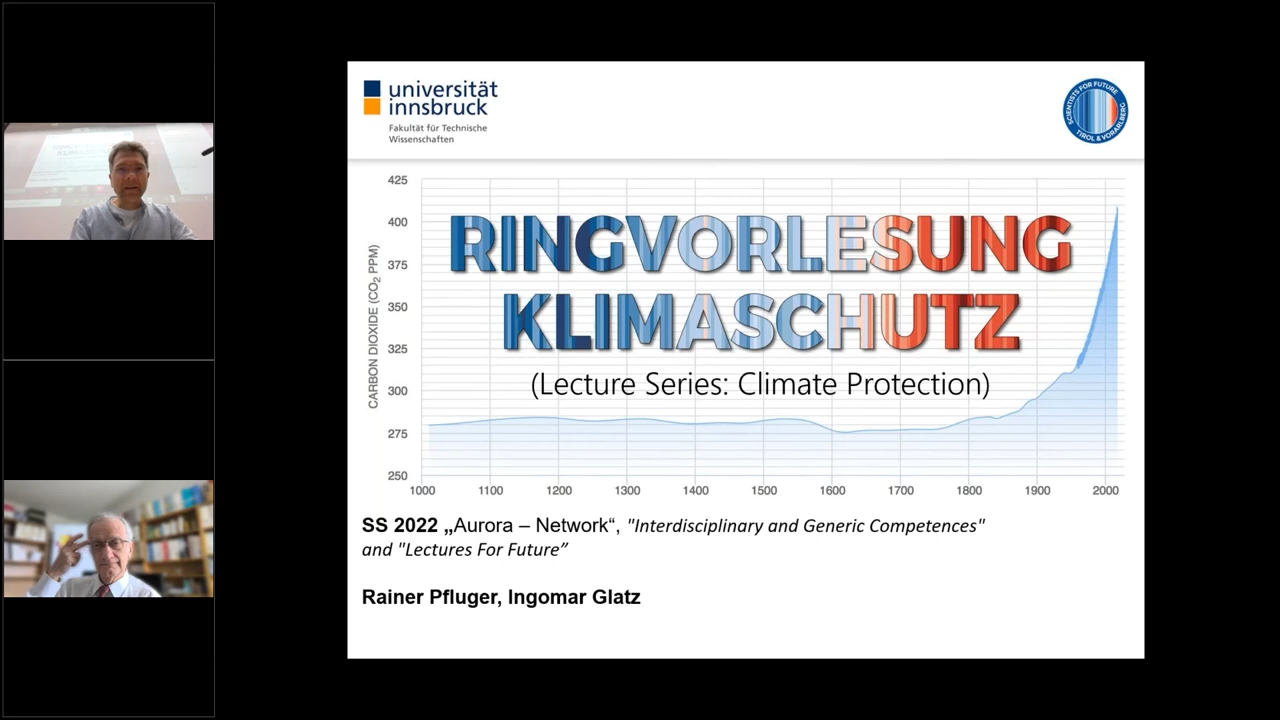 universität
innsbruck
Fakultät für Technische
Wissenschaften
SCIENTISTS FOR FUTURE
TIROL & VORARLBERG
RINGVORLESUNG
KLIMASCHUTZ
(Lecture Series: Climate Protection)
CARBON DIOXIDE (CO₂ PPM)
425
400
375
350
325
300
275
250
1000 1100 1200 1300 1400 1500 1600 1700 1800 1900 2000
SS 2022 „Aurora – Network“, "Interdisciplinary and Generic Competences"
and "Lectures For Future”
Rainer Pfluger, Ingomar Glatz